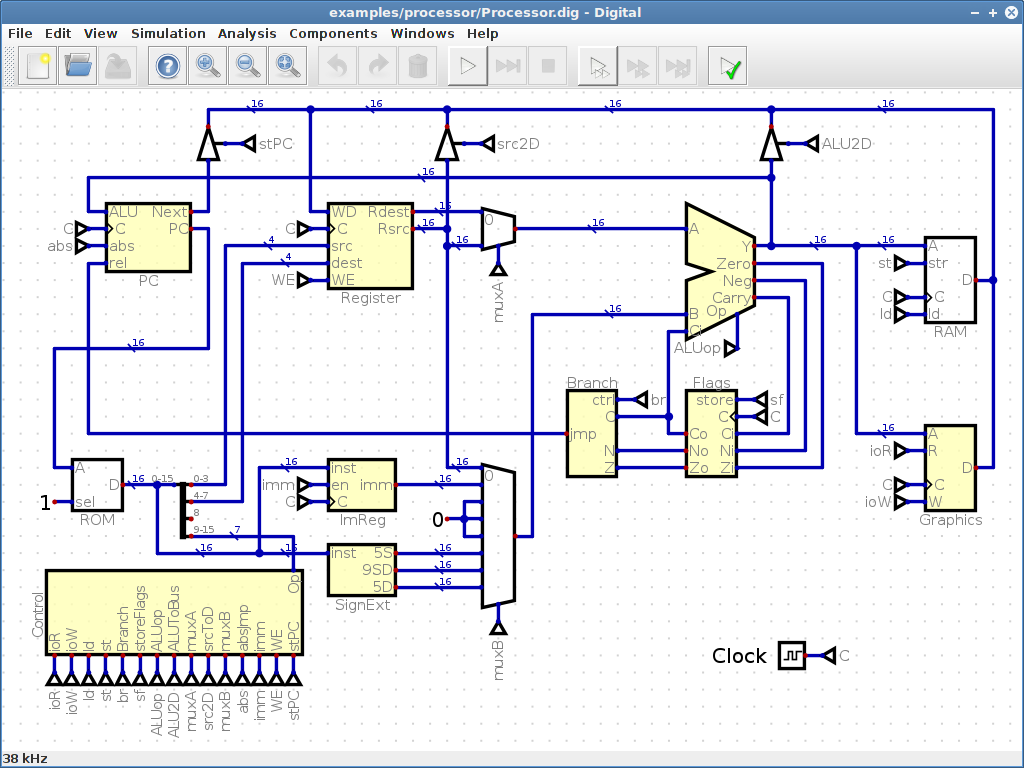 examples/processor/Processor.dig - Digital
File Edit View Simulation Analysis Components Windows Help
16 16 16 16
stPC src2D ALU2D
16
ALU Next
C C PC
abs abs
rel
PC
WD Rdest 16
C C Rsrc 16
4 src
4 dest
WE WE
Register
0
16
muxA
16
A
Y 16 16
Zero
Neg
Carry
B Op
Ci
ALUop
16
A
st str
D
C C
ld ld
RAM
16
16
Branch
ctrl br
C
jmp
N
Z
Flags
store sf
C C
Co Ci
No Ni
Zo Zi
16 A
ioR R
D
C C
ioW W
Graphics
A
D 16
1 sel
ROM
0-15 0-3
4-7
8
9-15 7
16 16
16 inst
imm en imm 16
C C
ImReg
inst 5S 16
9SD 16
5D 16
SignExt
16
0
0
muxB
Control
Op
ioR ioW ld st Branch storeFlags ALUop ALUToBus muxA srcToD muxB absJmp imm WE stPC
ioR ioW ld st br sf ALUop ALU2D muxA src2D muxB abs imm WE stPC
Clock C
38 kHz